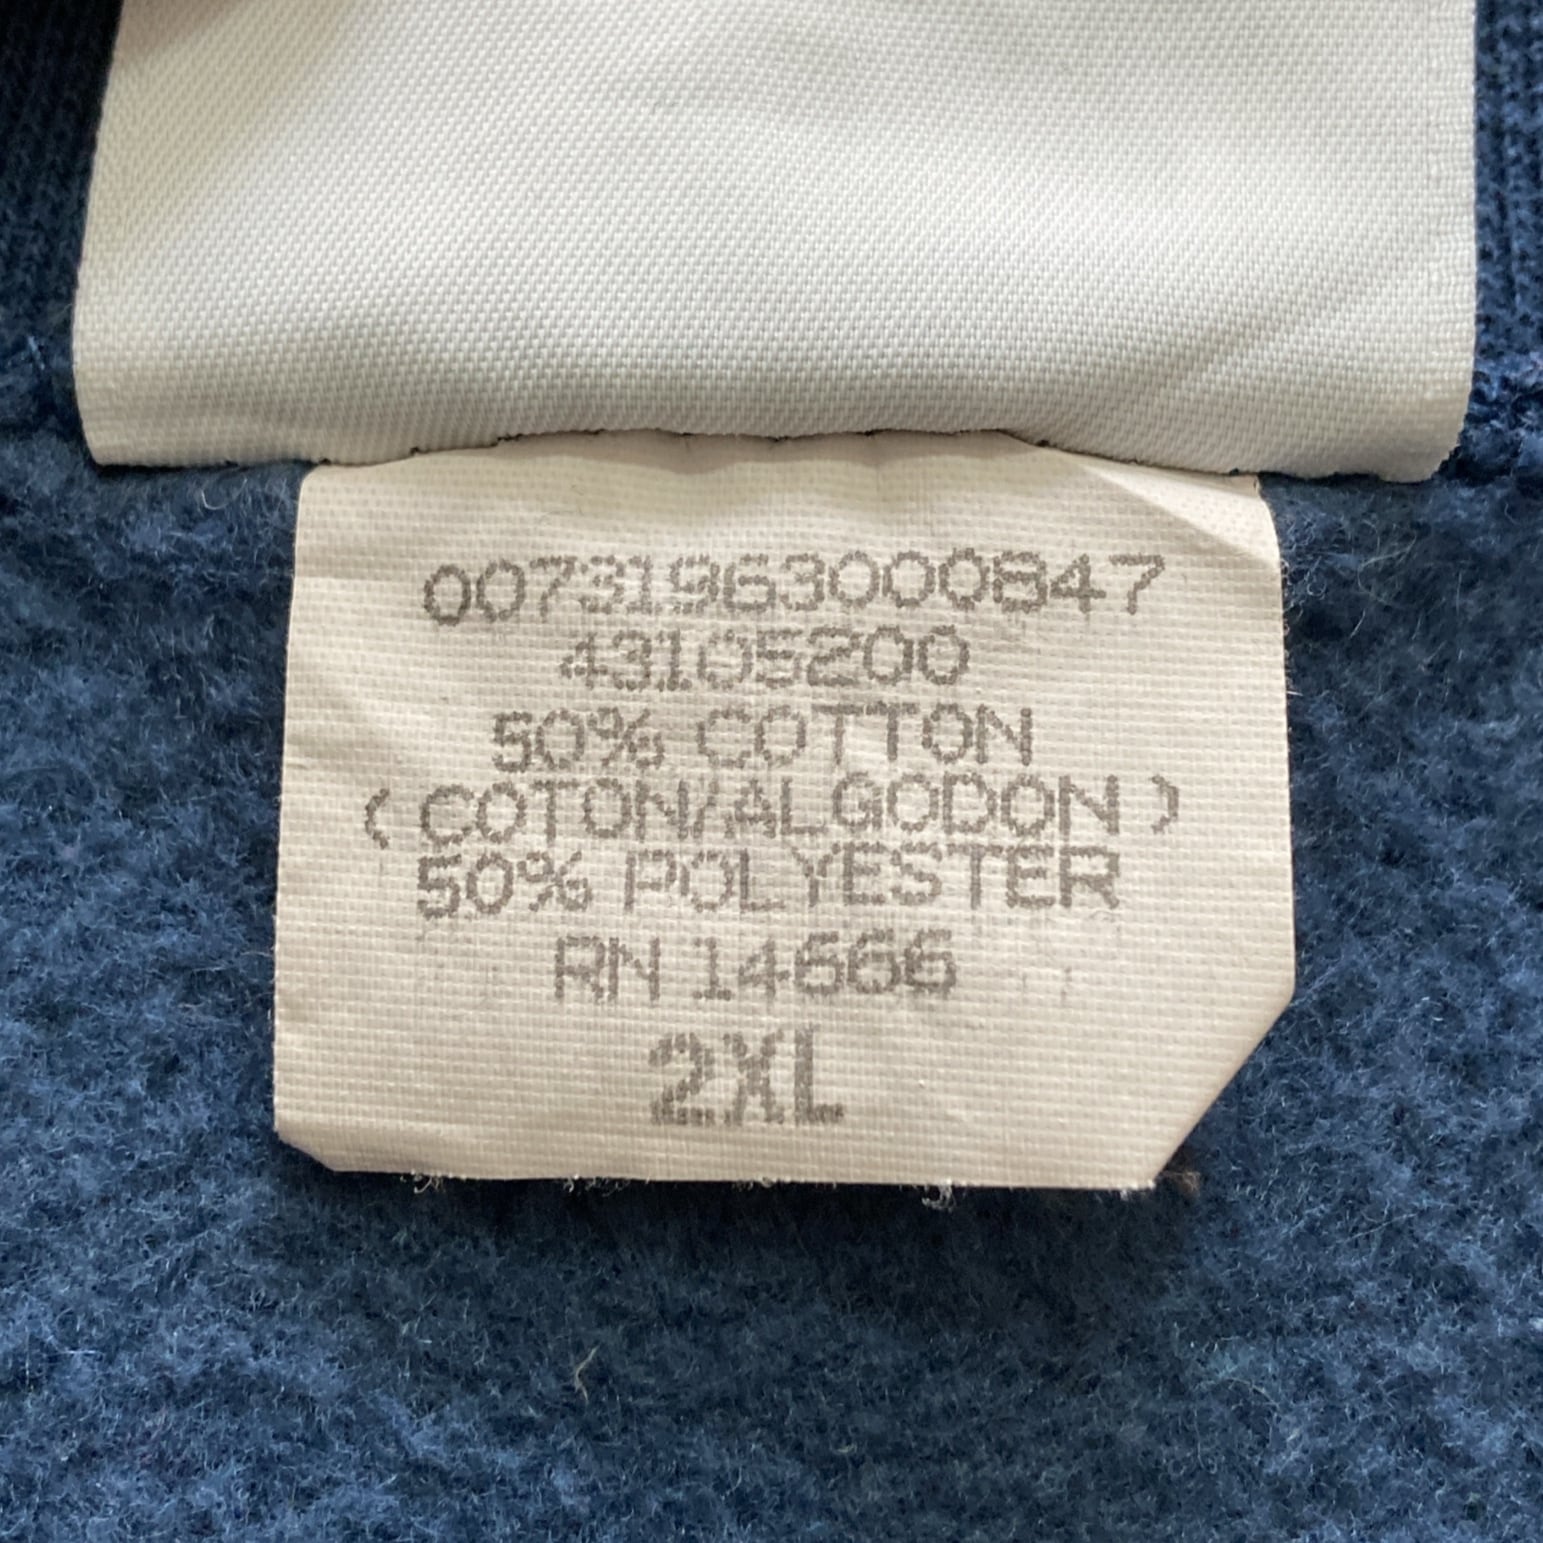 00731963000847
43105200
50% COTTON
(COTON/ALGODON)
50% POLYESTER
RN 14666
2XL